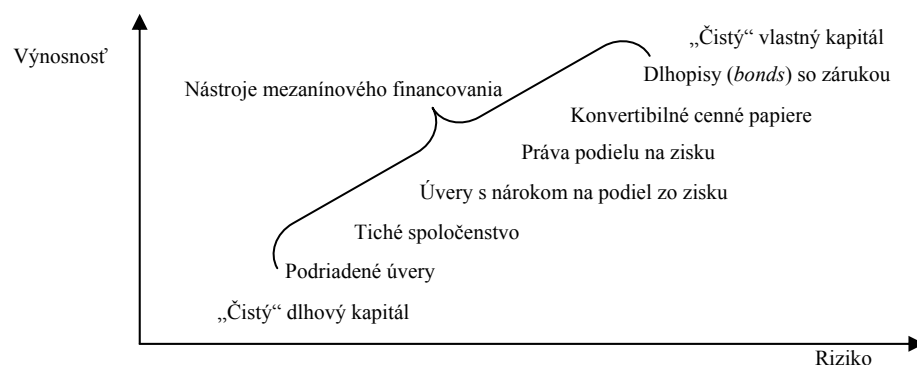 „Čistý“ vlastný kapitál
Výnosnosť
Dlhopisy (bonds) so zárukou
Nástroje mezanínového financovania
Konvertibilné cenné papiere
Práva podielu na zisku
Úvery s nárokom na podiel zo zisku
Tiché spoločenstvo
Podriadené úvery
„Čistý“ dlhový kapitál
Riziko